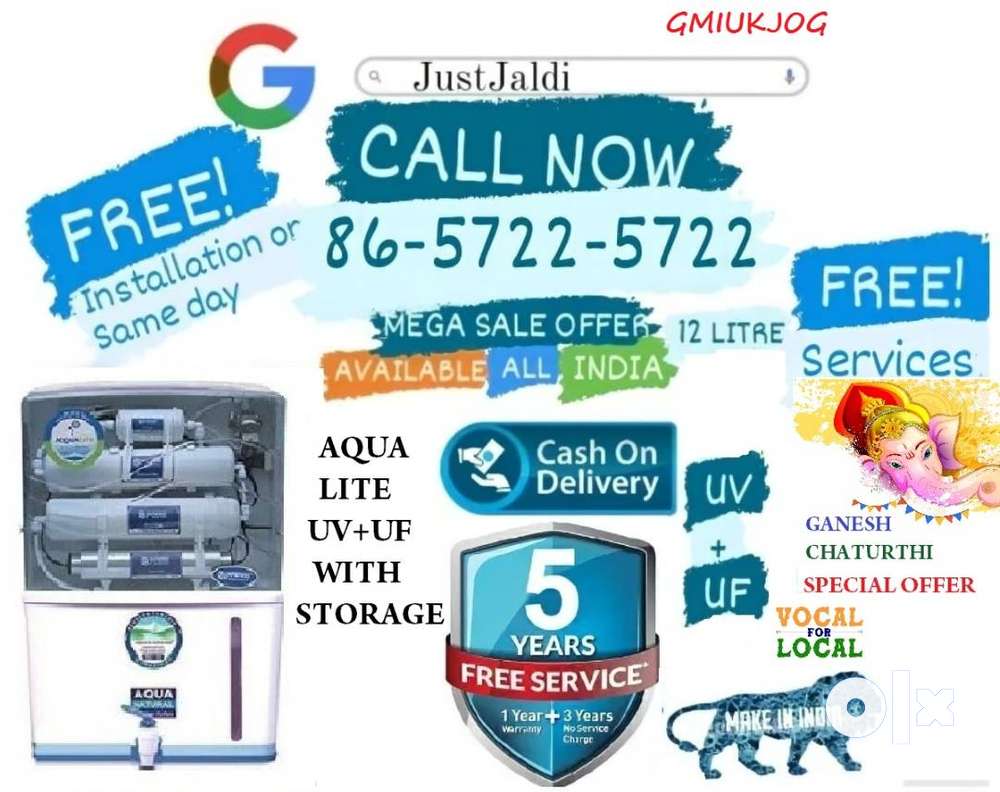 GMIUKJOG
G
JustJaldi
CALL NOW
86-5722-5722
FREE!
Installation or
Same day
FREE!
Services
MEGA SALE OFFER
12 LITRE
AVAILABLE ALL INDIA
AQUA
LITE
UV+UF
WITH
STORAGE
Cash On
Delivery
UV
+
UF
5
YEARS
FREE SERVICE*
1 Year + 3 Years
Warranty No Service
Charge
GANESH
CHATURTHI
SPECIAL OFFER
VOCAL
FOR
LOCAL
MAKE IN INDIA
olx
AQUA
NATURAL